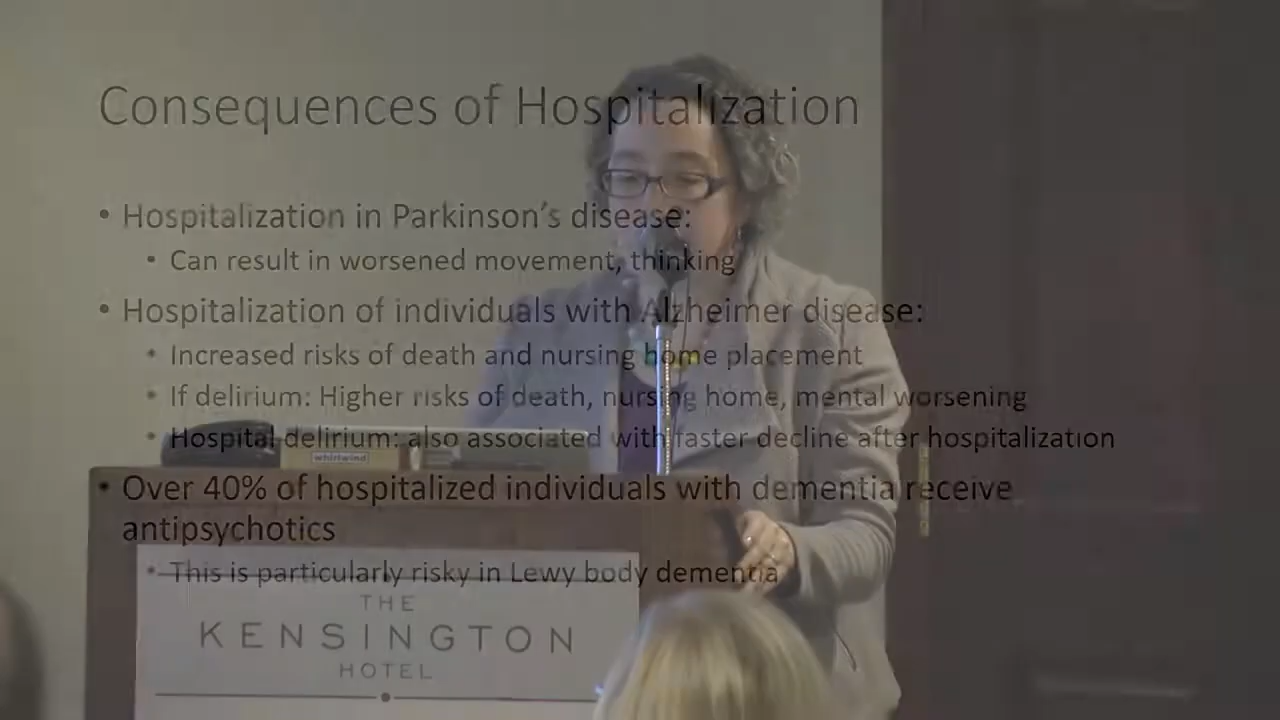 Consequences of Hospitalization
• Hospitalization in Parkinson's disease:
• Can result in worsened movement, thinking
• Hospitalization of individuals with Alzheimer disease:
• Increased risks of death and nursing home placement
• If delirium: Higher risks of death, nursing home, mental worsening
• Hospital delirium: also associated with faster decline after hospitalization
• Over 40% of hospitalized individuals with dementia receive
antipsychotics
• This is particularly risky in Lewy body dementia
whirlwind
THE
KENSINGTON
HOTEL